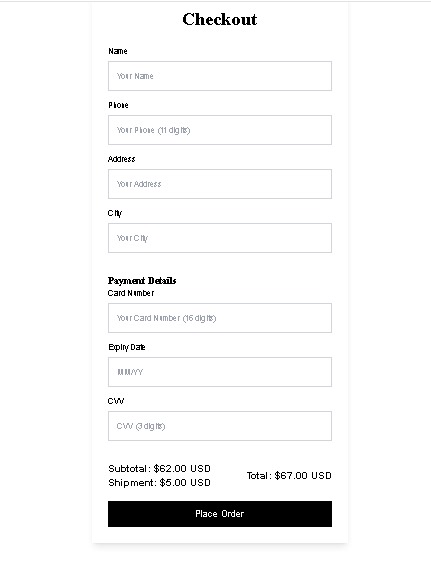 Checkout
Name
Your Name
Phone
Your Phone (11 digits)
Address
Your Address
City
Your City
Payment Details
Card Number
Your Card Number (16 digits)
Expiry Date
MM/YY
CVV
CVV (3 digits)
Subtotal: $62.00 USD
Shipment: $5.00 USD
Total: $67.00 USD
Place Order